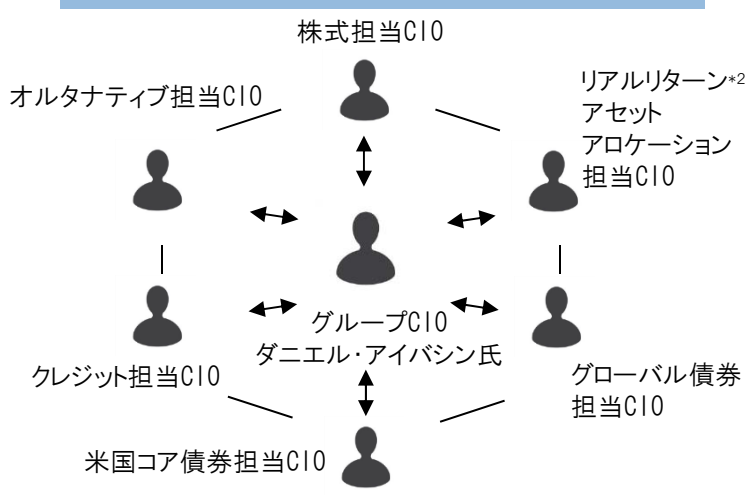 株式担当CIO
オルタナティブ担当CIO
リアルリターン*2
アセット
アロケーション
担当CIO
グループCIO
ダニエル・アイバシン氏
クレジット担当CIO
グローバル債券
担当CIO
米国コア債券担当CIO